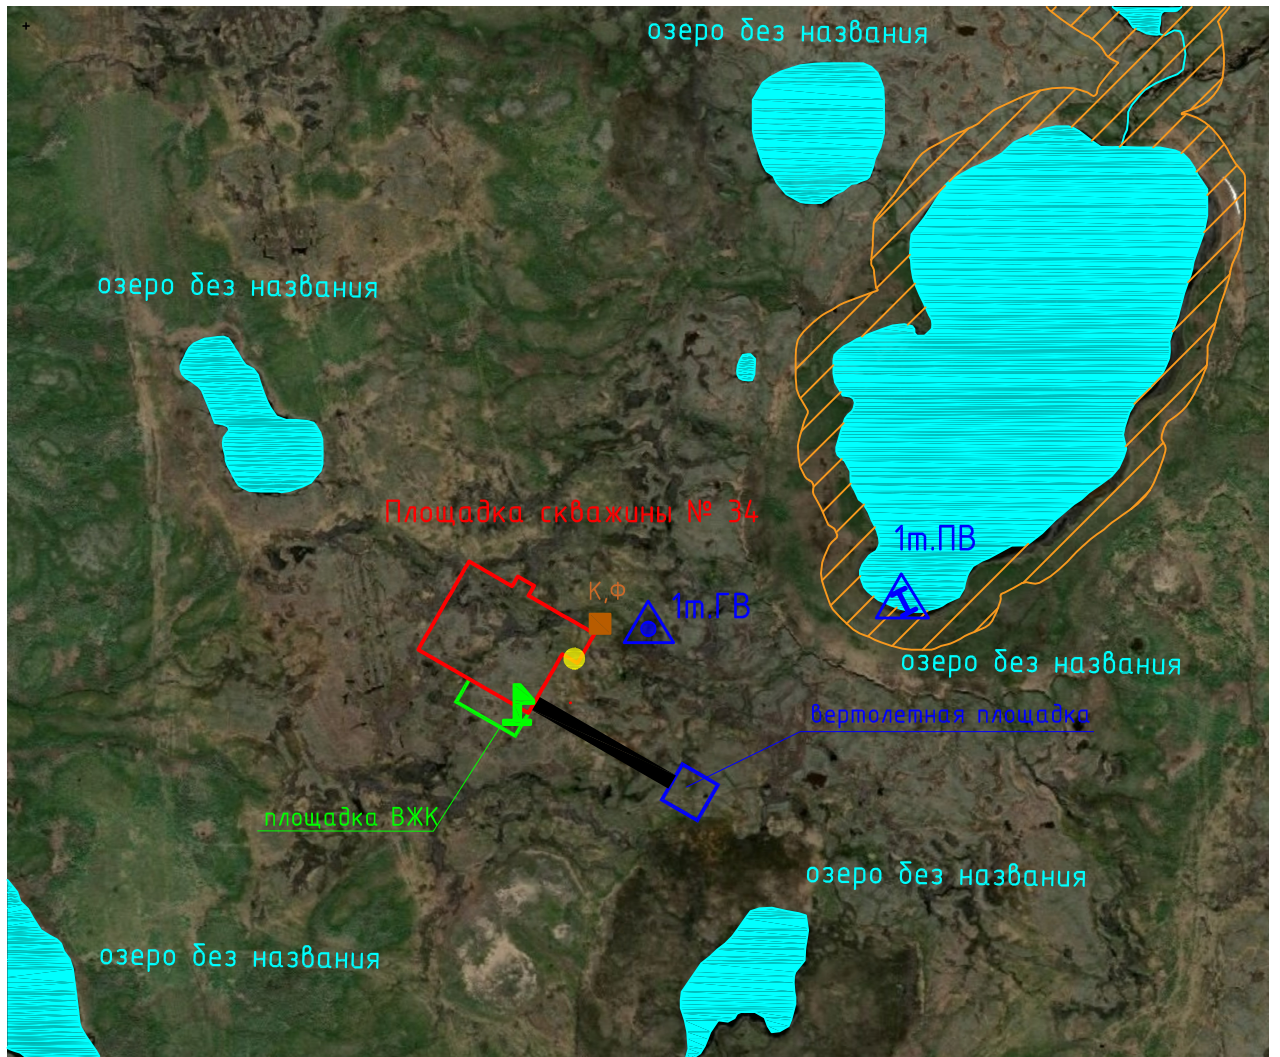 озеро без названия
озеро без названия
Площадка скважины № 34
1т.ПВ
К,Ф
1т.ГВ
озеро без названия
вертолетная площадка
площадка ВЖК
озеро без названия
озеро без названия